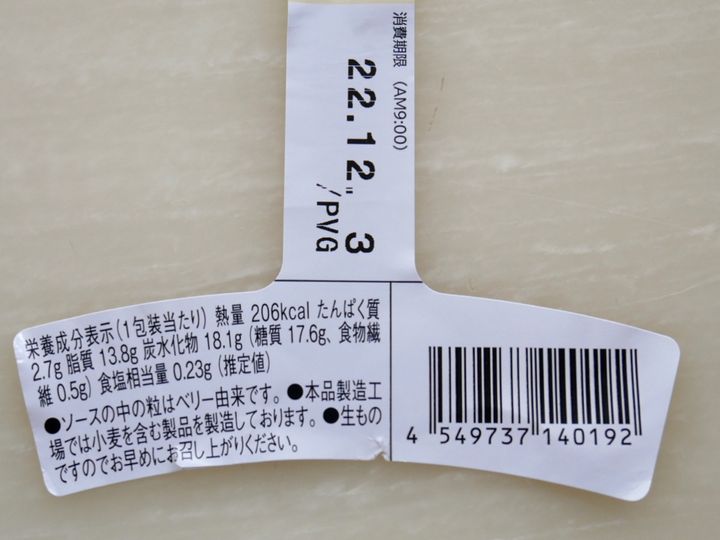 消費期限 (AM9:00)
22.12. 3
/PVG
栄養成分表示(1包装当たり) 熱量 206kcal たんぱく質
2.7g 脂質 13.8g 炭水化物 18.1g (糖質 17.6g、食物繊
維 0.5g) 食塩相当量 0.23g (推定値)
●ソースの中の粒はベリー由来です。●本品製造工
場では小麦を含む製品を製造しております。●生もの
ですのでお早めにお召し上がりください。
4 549737 140192